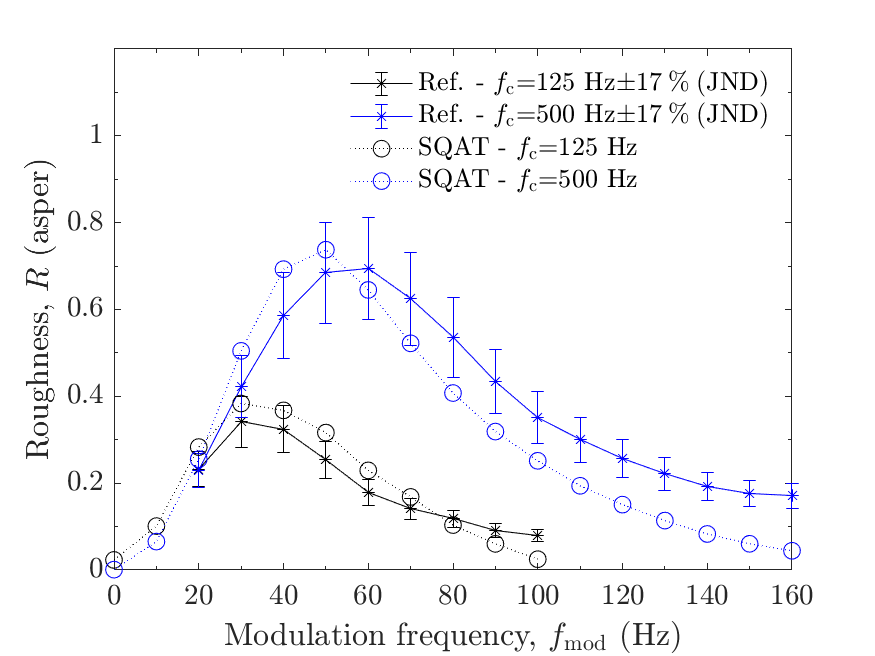 Ref. - fc=125 Hz±17 % (JND)
Ref. - fc=500 Hz±17 % (JND)
SQAT - fc=125 Hz
SQAT - fc=500 Hz
1
0.8
0.6
0.4
0.2
0
Roughness, R (asper)
0 20 40 60 80 100 120 140 160
Modulation frequency, fmod (Hz)